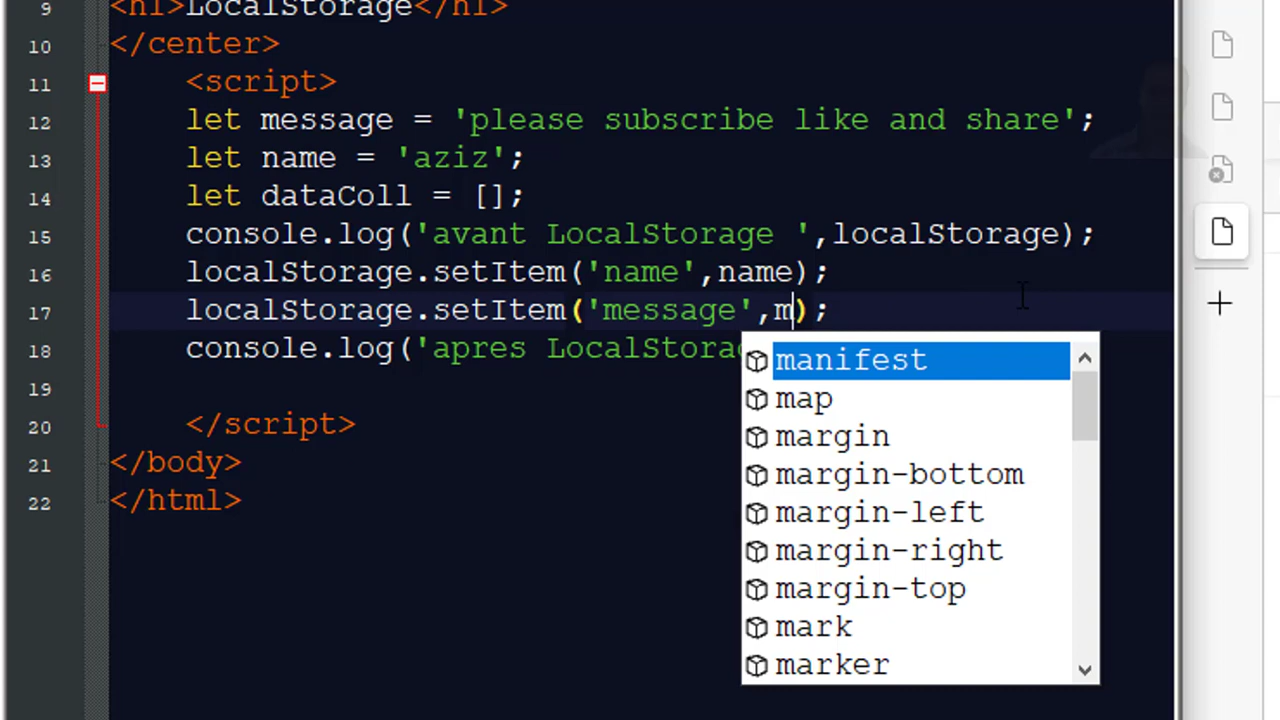 9 <h1>LocalStorage</h1>
10 </center>
11 <script>
12 let message = 'please subscribe like and share';
13 let name = 'aziz';
14 let dataColl = [];
15 console.log('avant LocalStorage ',localStorage);
16 localStorage.setItem('name',name);
17 localStorage.setItem('message',m);
18 console.log('apres LocalStorag
19
20 </script>
21 </body>
22 </html>
manifest
map
margin
margin-bottom
margin-left
margin-right
margin-top
mark
marker